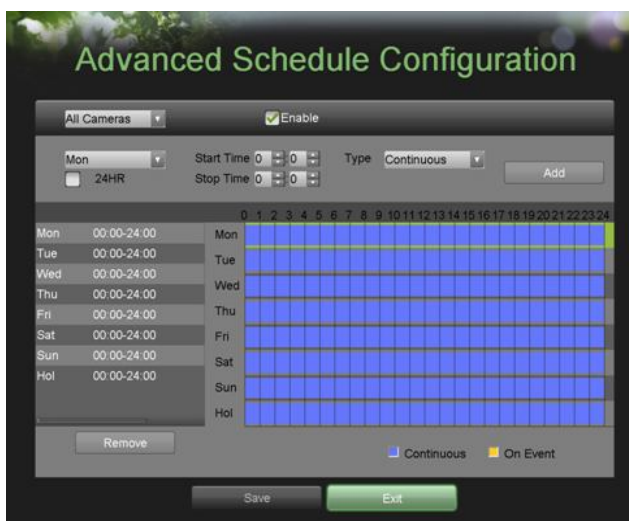 Advanced Schedule Configuration
All Cameras Enable
Mon Start Time 0 : 0 Type Continuous
24HR Stop Time 0 : 0 Add
0 1 2 3 4 5 6 7 8 9 10 11 12 13 14 15 16 17 18 19 20 21 22 23 24
Mon 00:00-24:00 Mon
Tue 00:00-24:00 Tue
Wed 00:00-24:00 Wed
Thu 00:00-24:00 Thu
Fri 00:00-24:00 Fri
Sat 00:00-24:00 Sat
Sun 00:00-24:00 Sun
Hol 00:00-24:00 Hol
Remove Continuous On Event
Save Exit